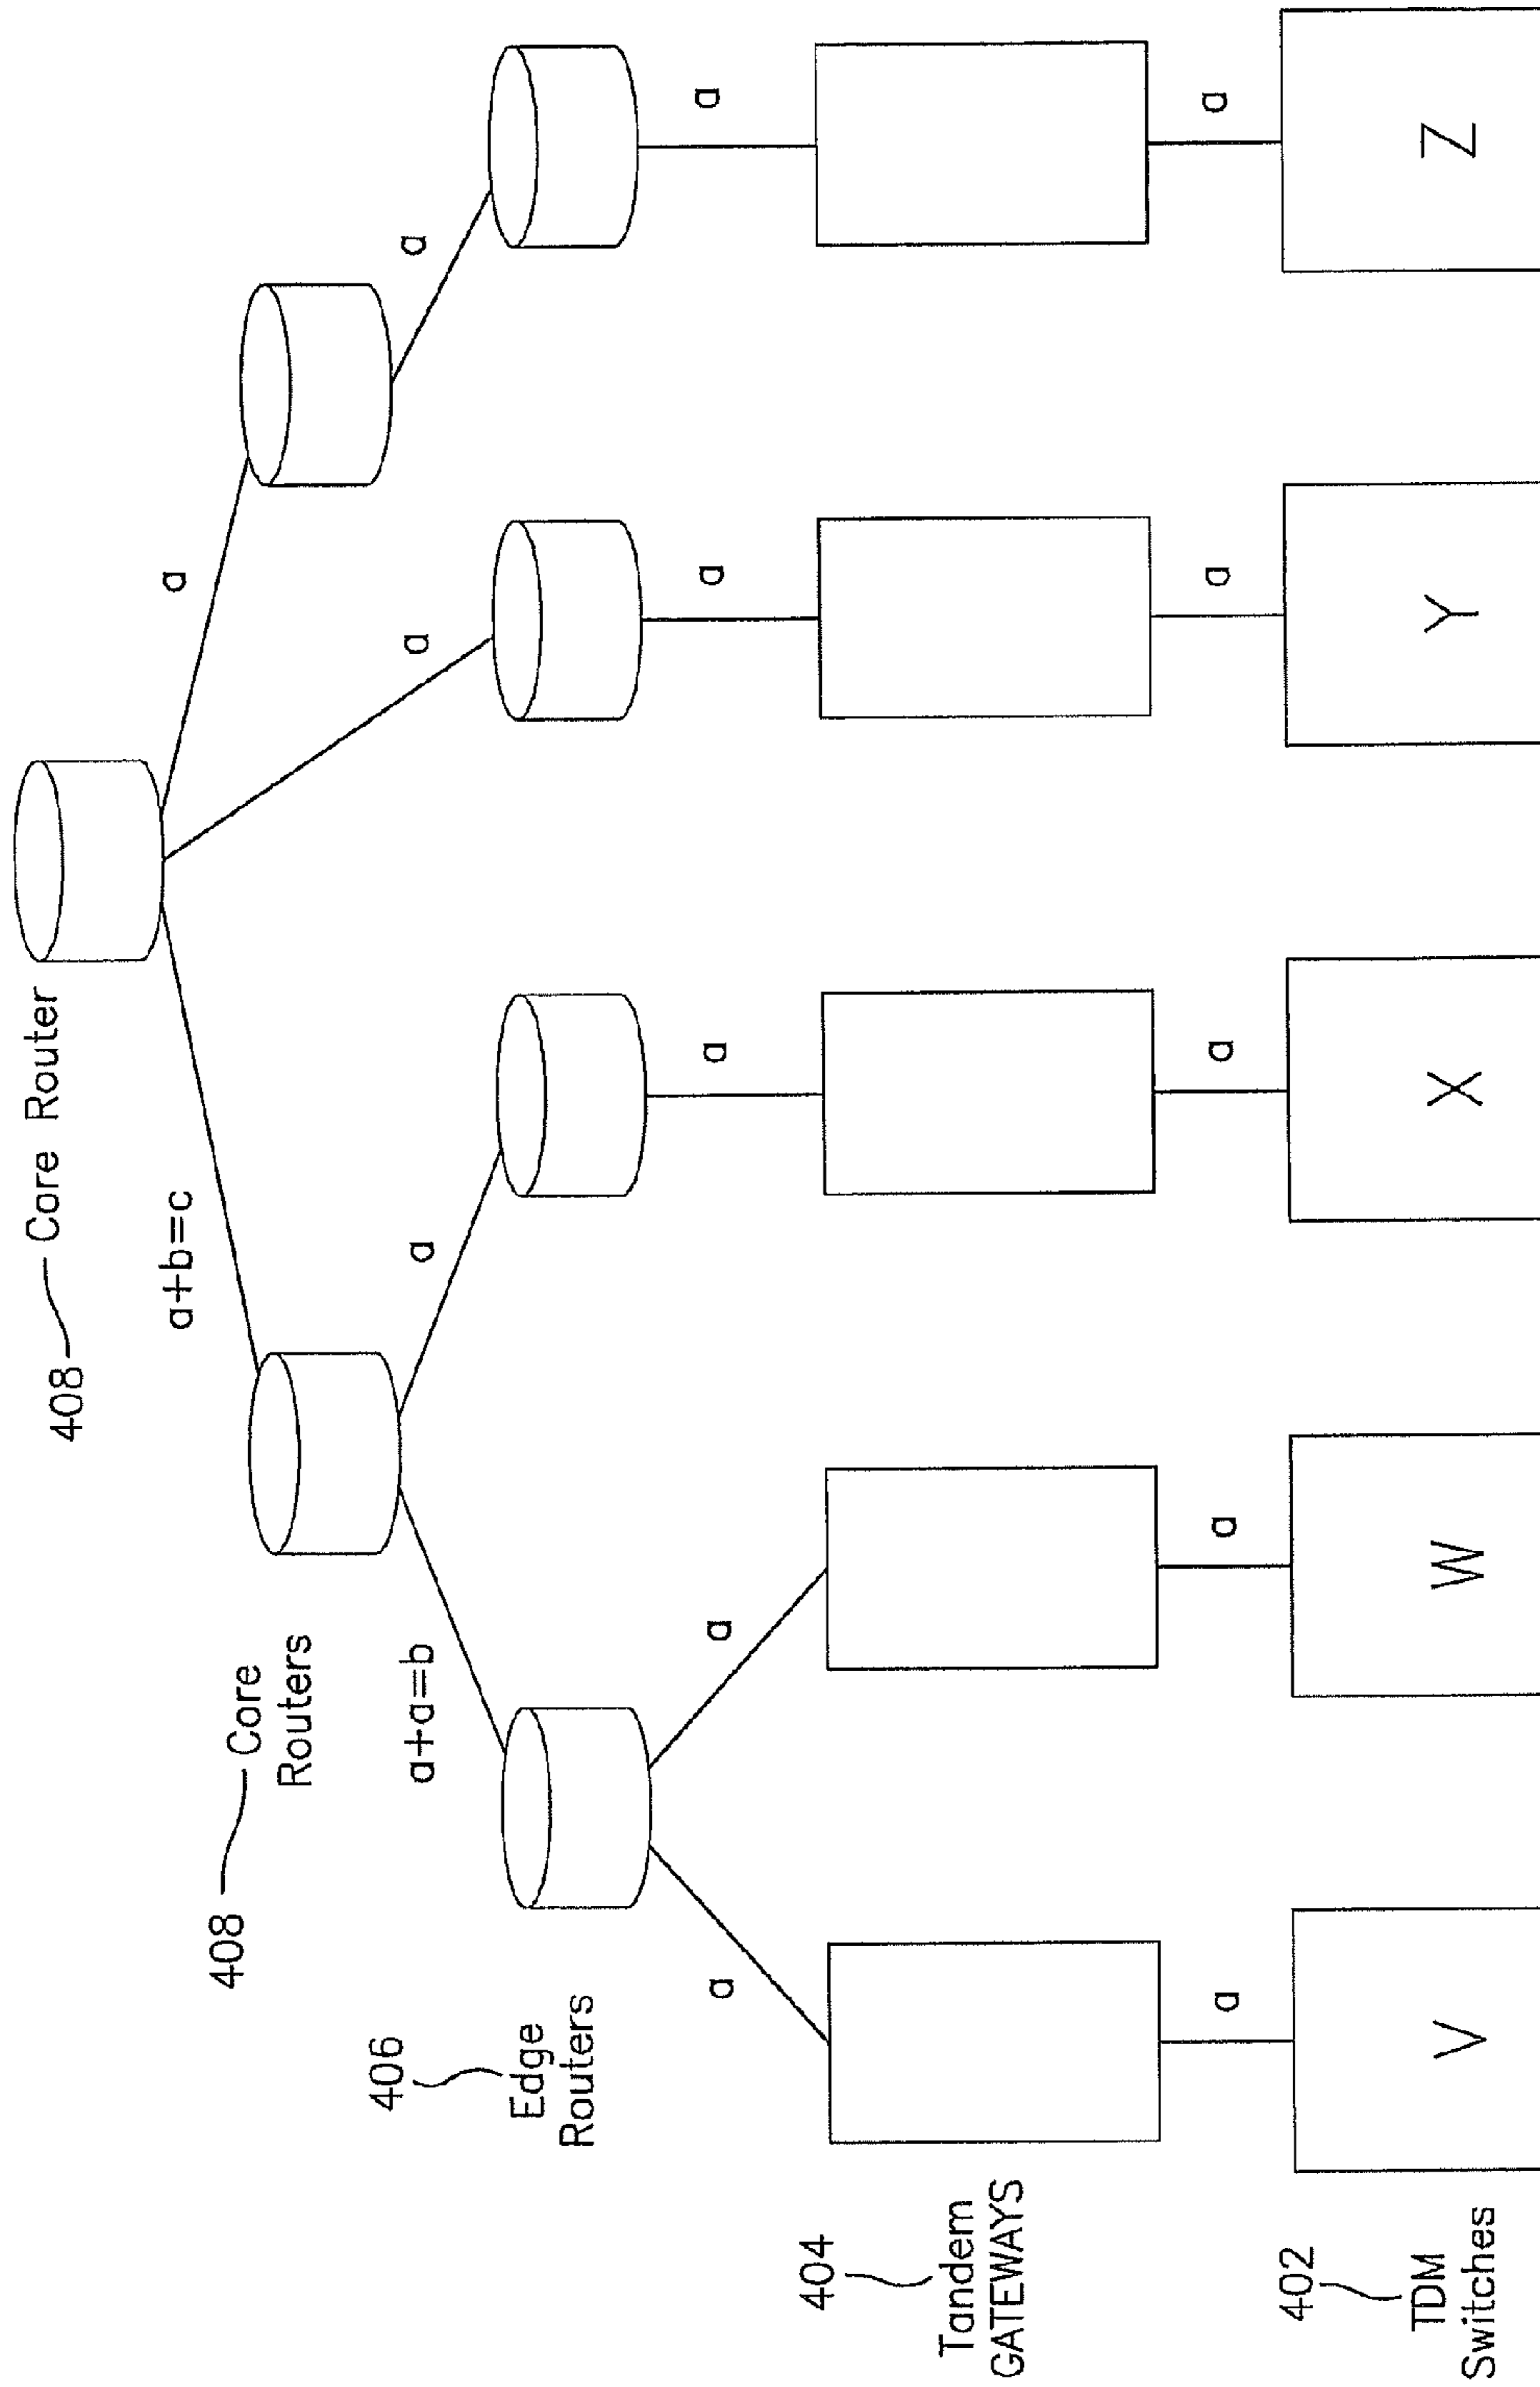 408 Core Router
a+b=c
a
408 Core
Routers
406
a+a=b
a
a
a
Edge
Routers
a
a
a
a
a
404
Tandem
GATEWAYS
a
a
a
a
a
402
TDM
Switches
V
W
X
Y
Z